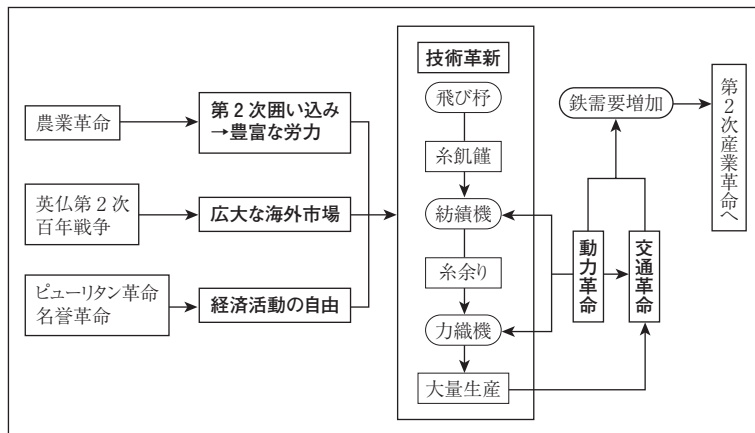 農業革命
第2次囲い込み
→豊富な労力
英仏第2次
百年戦争
広大な海外市場
ピューリタン革命
名誉革命
経済活動の自由
技術革新
飛び杼
糸飢饉
紡績機
糸余り
力織機
大量生産
動力革命
交通革命
鉄需要増加
第2次産業革命へ